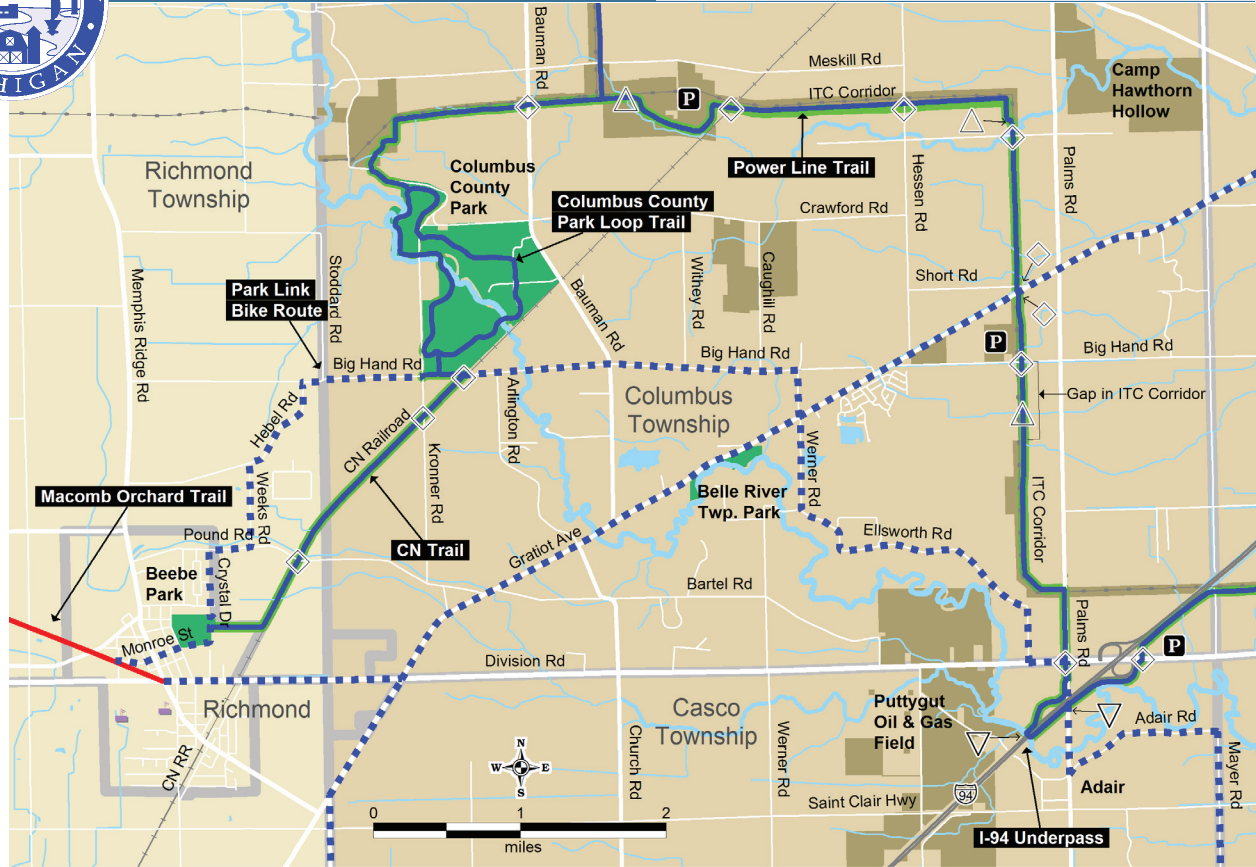 HIGAN •
Bauman Rd
Meskill Rd
ITC Corridor
Camp
Hawthorn
Hollow
P
Richmond
Township
Columbus
County
Park
Power Line Trail
Hessen Rd
Palms Rd
Columbus County
Park Loop Trail
Crawford Rd
Memphis Ridge Rd
Stoddard Rd
Park Link
Bike Route
Bauman Rd
Withey Rd
Caughill Rd
Short Rd
P
Big Hand Rd
Big Hand Rd
Big Hand Rd
Hebel Rd
Arlington Rd
Columbus
Township
Gap in ITC Corridor
CN Railroad
Kronner Rd
Werner Rd
Macomb Orchard Trail
Weeks Rd
Belle River
Twp. Park
ITC Corridor
Pound Rd
CN Trail
Gratiot Ave
Ellsworth Rd
Beebe
Park
Crystal Dr
Bartel Rd
Palms Rd
Monroe St
Division Rd
P
Richmond
Casco
Township
Puttygut
Oil & Gas
Field
Adair Rd
CN RR
N
W E
S
Church Rd
Werner Rd
Mayer Rd
Adair
94
Saint Clair Hwy
0 1 2
miles
I-94 Underpass